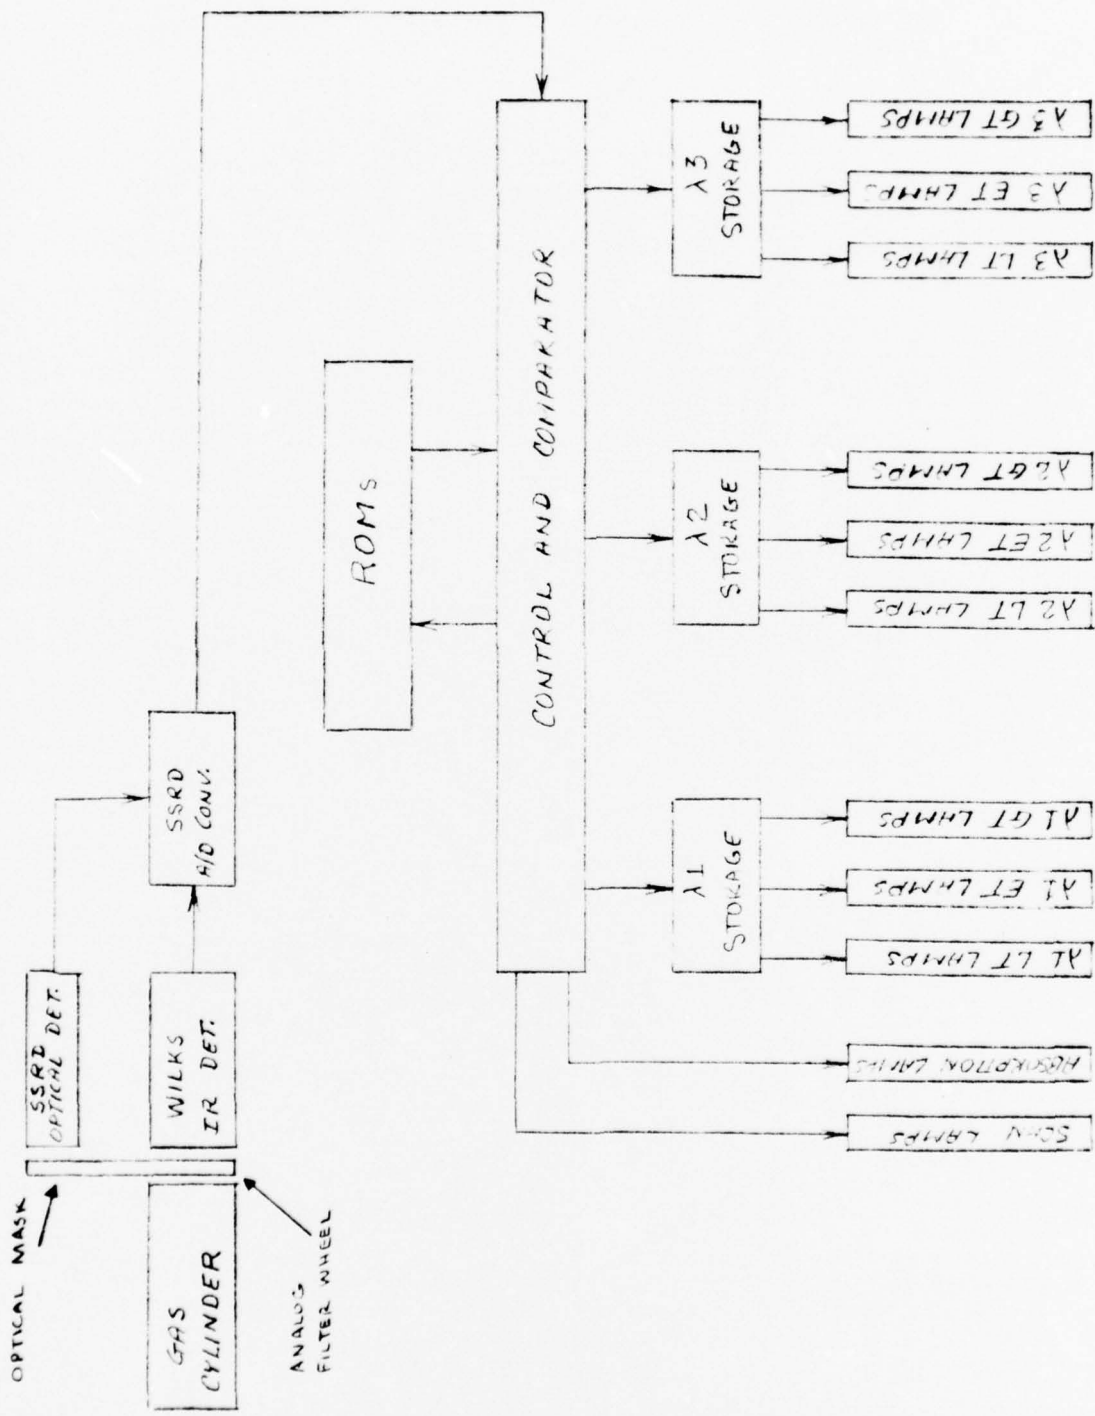 OPTICAL MASK
SSRD
OPTICAL DET.
GAS
CYLINDER
WILKS
IR DET.
SSRD
A/D CONV.
ANALOG
FILTER WHEEL
ROMs
CONTROL AND COMPARATOR
λ1
STORAGE
λ2
STORAGE
λ3
STORAGE
SCHN LAMPS
ABSORPTION LAMPS
λ1 LT LAMPS
λ1 ET LAMPS
λ1 GT LAMPS
λ2 LT LAMPS
λ2 ET LAMPS
λ2 GT LAMPS
λ3 LT LAMPS
λ3 ET LAMPS
λ3 GT LAMPS